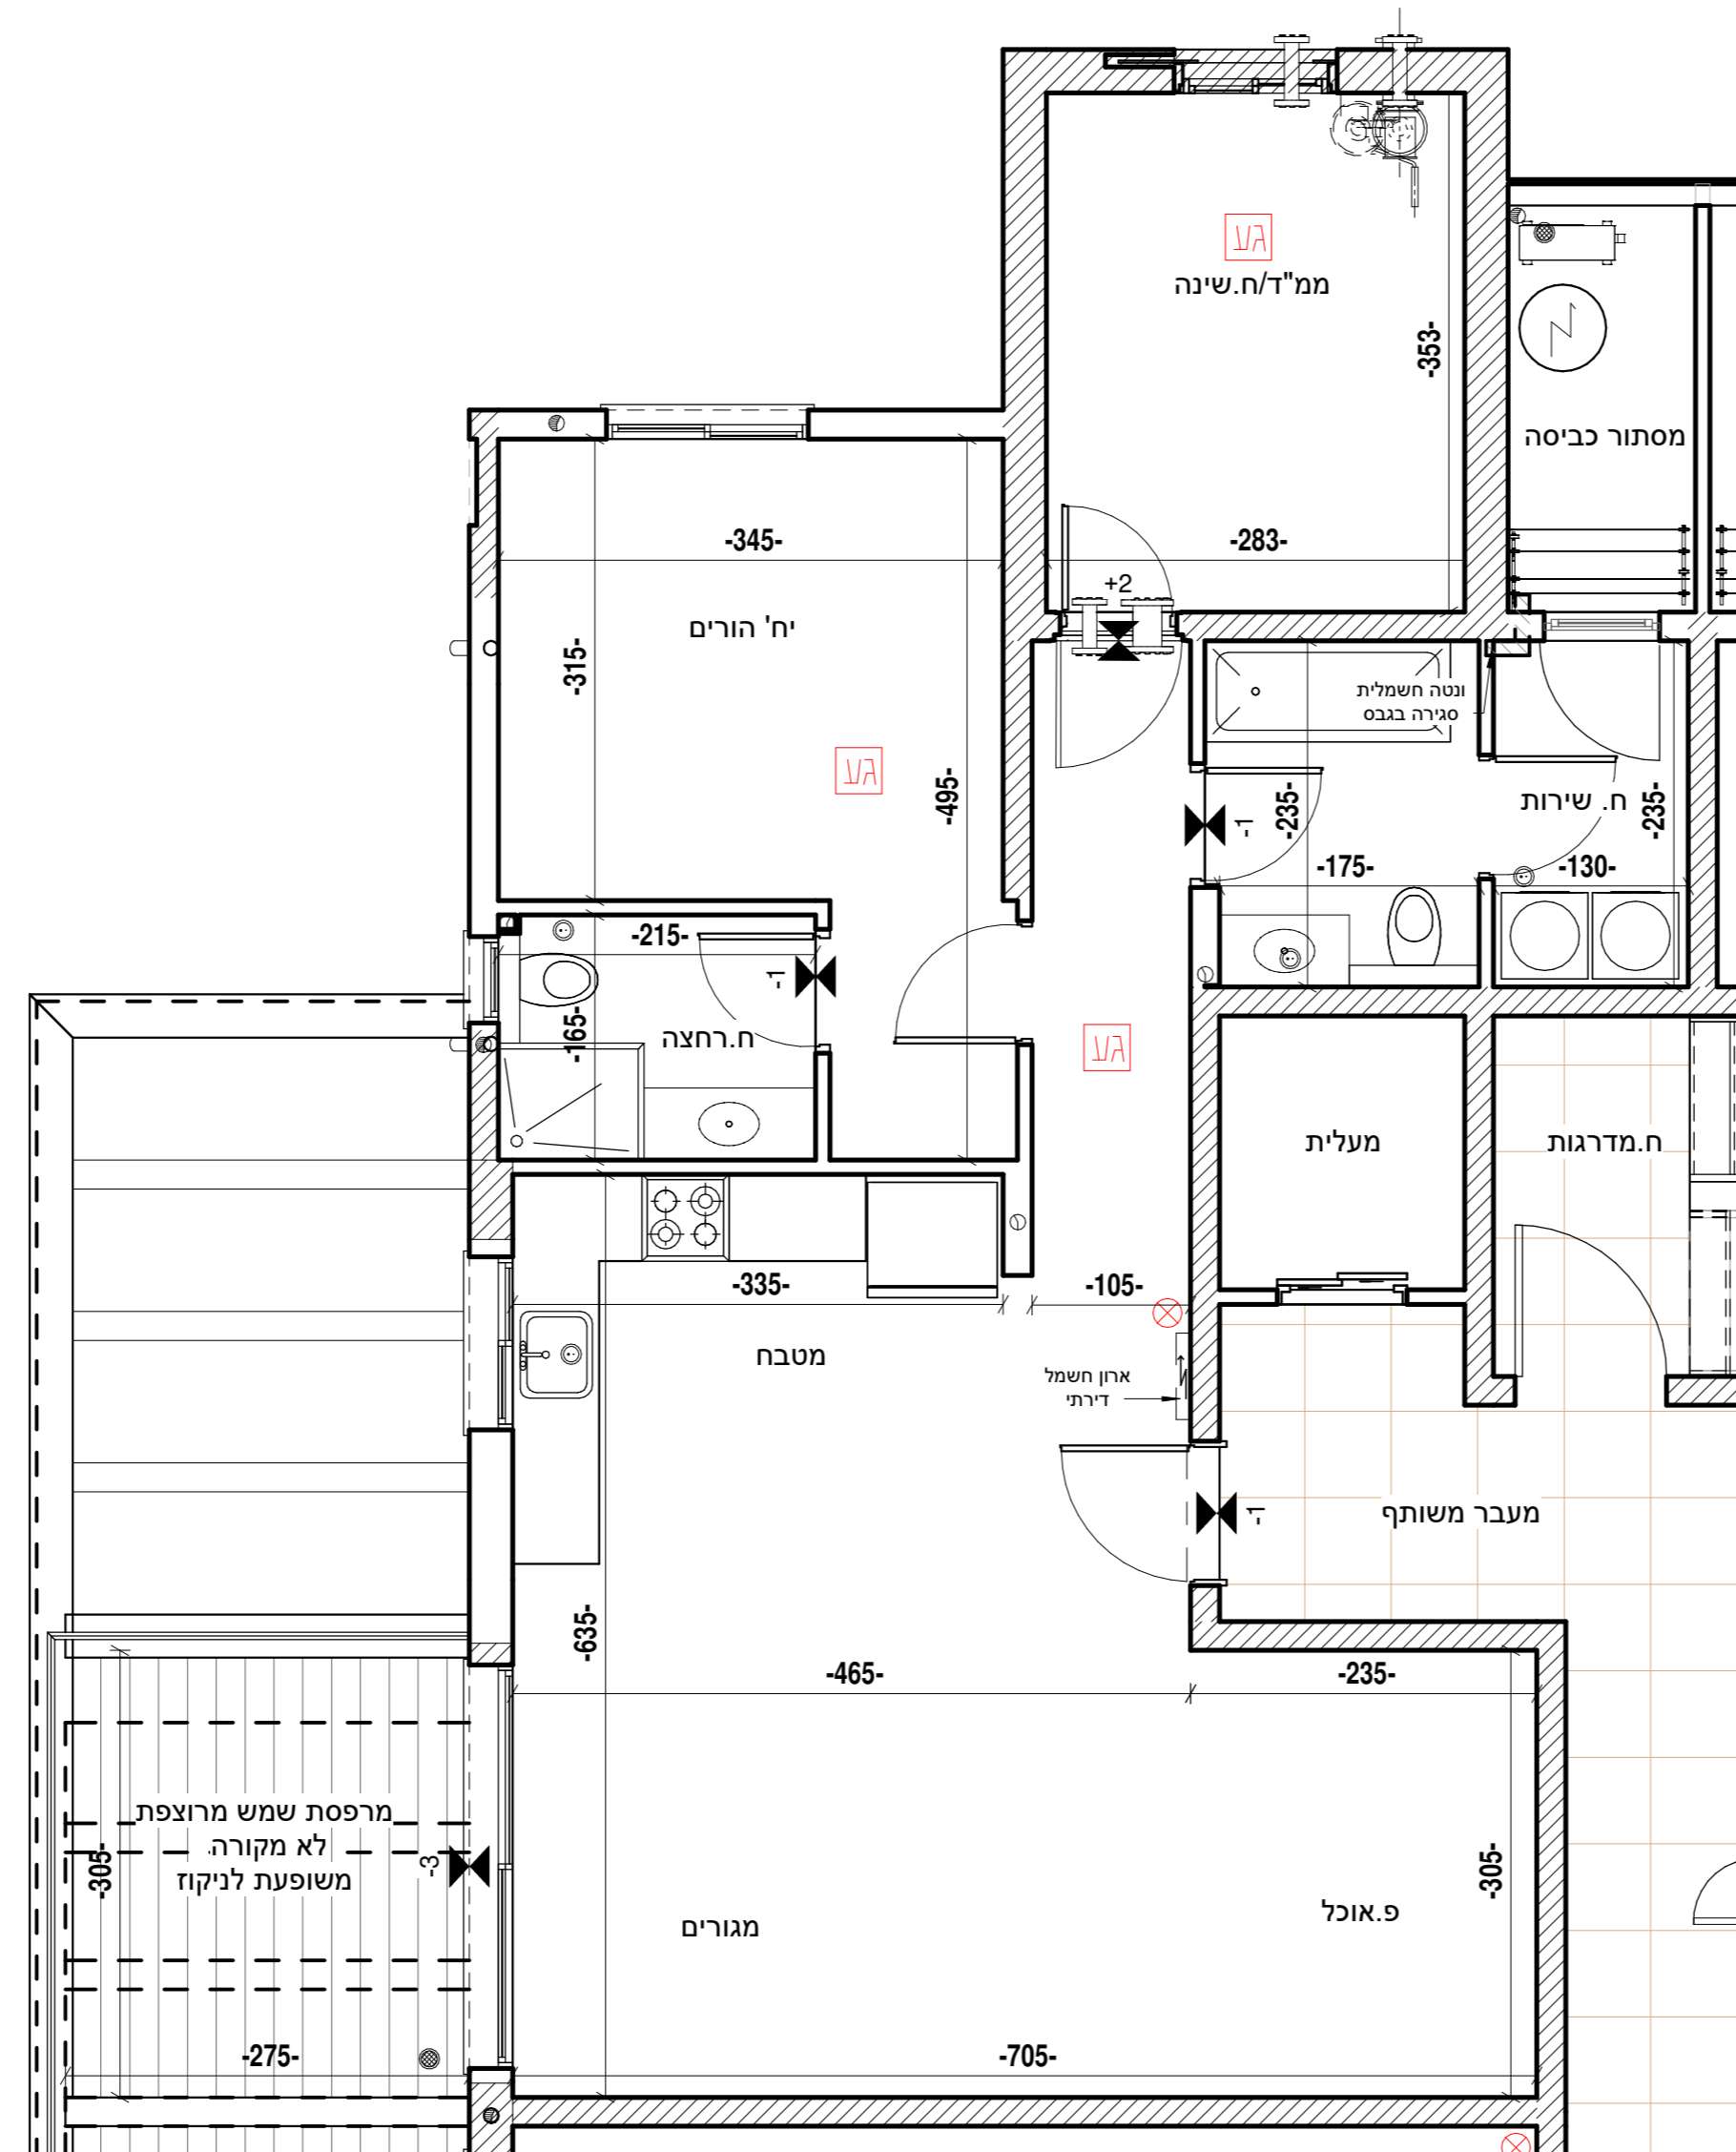 גע
ממ"ד/ח.שינה
-353-
מסתור כביסה
-345-
-283-
+2
יח' הורים
-315-
ונטה חשמלית
סגירה בגבס
גע
-495-
-235-
-1
ח. שירות
-235-
-175-
-130-
-215-
-1
-165-
ח.רחצה
גע
מעלית
ח.מדרגות
-335-
-105-
מטבח
ארון חשמל
דירתי
-1
מעבר משותף
-635-
-465-
-235-
מרפסת שמש מרוצפת
לא מקורה
משופעת לניקוז
-305-
-3
-305-
פ.אוכל
מגורים
-275-
-705-